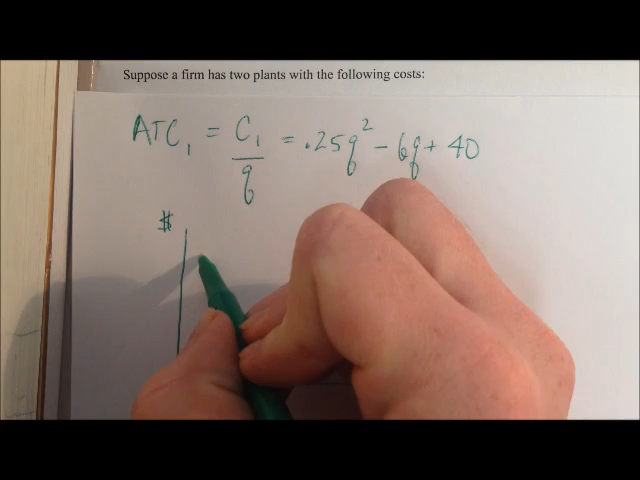 Suppose a firm has two plants with the following costs:
ATC₁ = C₁/q = .25q² - 6q + 40
$